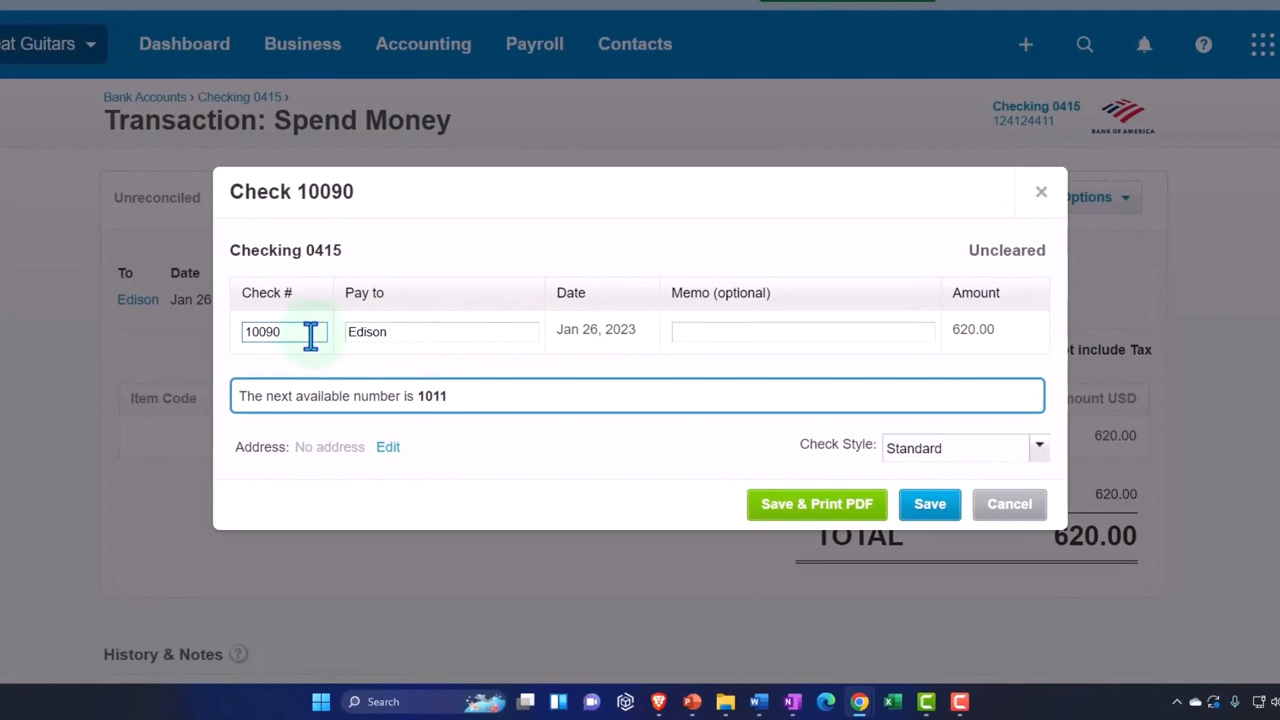 eat Guitars
Dashboard
Business
Accounting
Payroll
Contacts
Bank Accounts › Checking 0415 ›
Transaction: Spend Money
Checking 0415
124124411
BANK OF AMERICA
Unreconciled
Options
To
Date
Edison
Jan 26
Check 10090
Checking 0415
Uncleared
Check #
Pay to
Date
Memo (optional)
Amount
10090
Edison
Jan 26, 2023
620.00
The next available number is 1011
Address: No address Edit
Check Style: Standard
Save & Print PDF
Save
Cancel
ot include Tax
Item Code
mount USD
620.00
620.00
TOTAL
620.00
History & Notes ?
Search